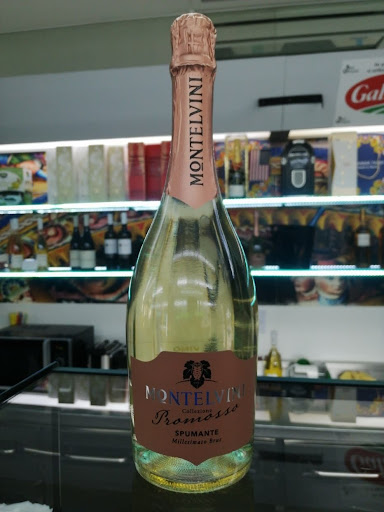 MONTELVINI
Gal
MONTELVINI
Collezione
Promosso
SPUMANTE
Millesimato Brut